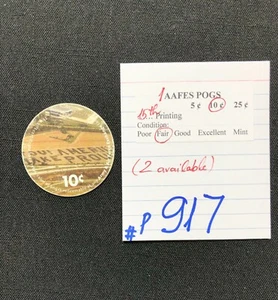 1 AAFES POGS
5¢ 10¢ 25¢
15th Printing
Condition:
Poor Fair Good Excellent Mint
(2 available)
#P 917
10¢